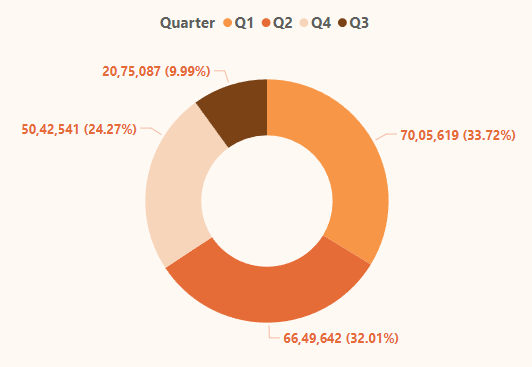 Quarter Q1 Q2 Q4 Q3
20,75,087 (9.99%)
50,42,541 (24.27%)
70,05,619 (33.72%)
66,49,642 (32.01%)